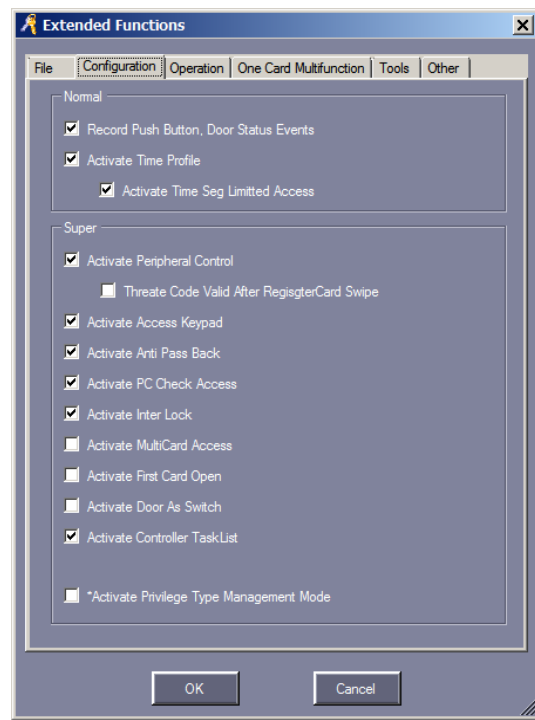 Extended Functions
File Configuration Operation One Card Multifunction Tools Other
Normal
Record Push Button, Door Status Events
Activate Time Profile
Activate Time Seg Limitted Access
Super
Activate Peripheral Control
Threate Code Valid After RegisgterCard Swipe
Activate Access Keypad
Activate Anti Pass Back
Activate PC Check Access
Activate Inter Lock
Activate MultiCard Access
Activate First Card Open
Activate Door As Switch
Activate Controller TaskList
*Activate Privilege Type Management Mode
OK Cancel